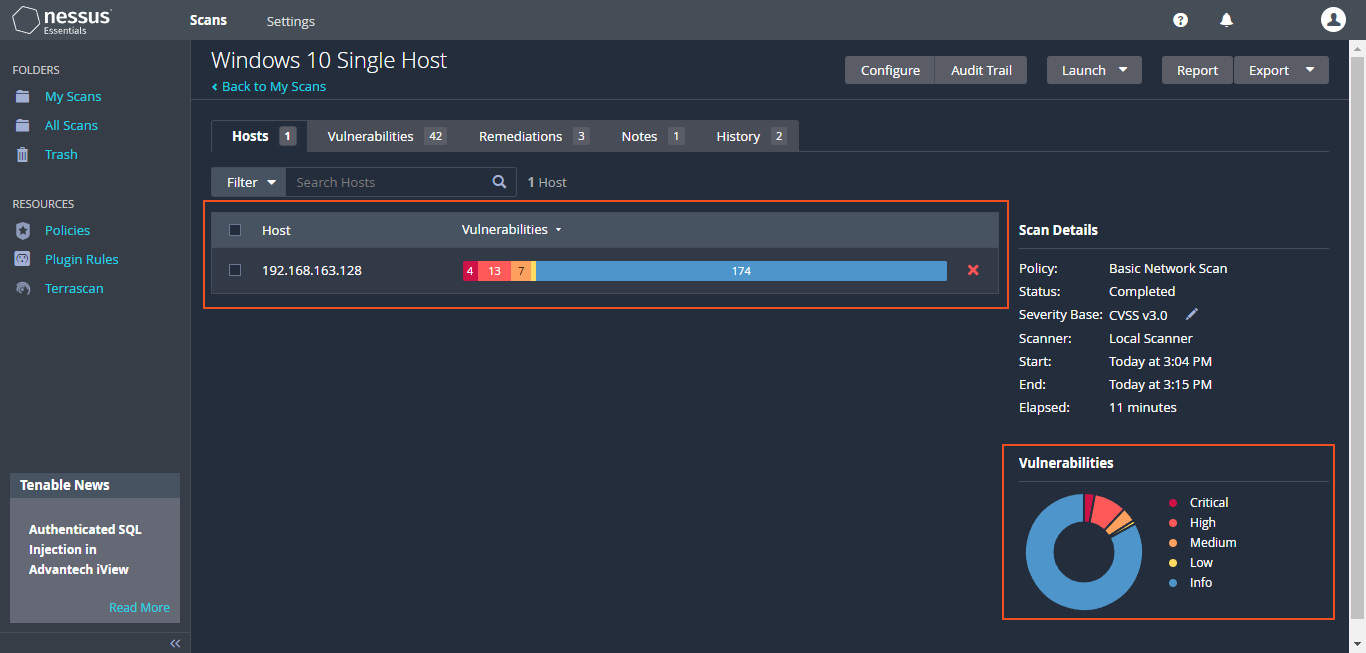 nessus
Essentials
Scans
Settings
FOLDERS
My Scans
All Scans
Trash
RESOURCES
Policies
Plugin Rules
Terrascan
Tenable News
Authenticated SQL
Injection in
Advantech iView
Read More
Windows 10 Single Host
Back to My Scans
Configure
Audit Trail
Launch
Report
Export
Hosts 1
Vulnerabilities 42
Remediations 3
Notes 1
History 2
Filter
Search Hosts
1 Host
Host Vulnerabilities
192.168.163.128 4 13 7 174
Scan Details
Policy: Basic Network Scan
Status: Completed
Severity Base: CVSS v3.0
Scanner: Local Scanner
Start: Today at 3:04 PM
End: Today at 3:15 PM
Elapsed: 11 minutes
Vulnerabilities
Critical
High
Medium
Low
Info